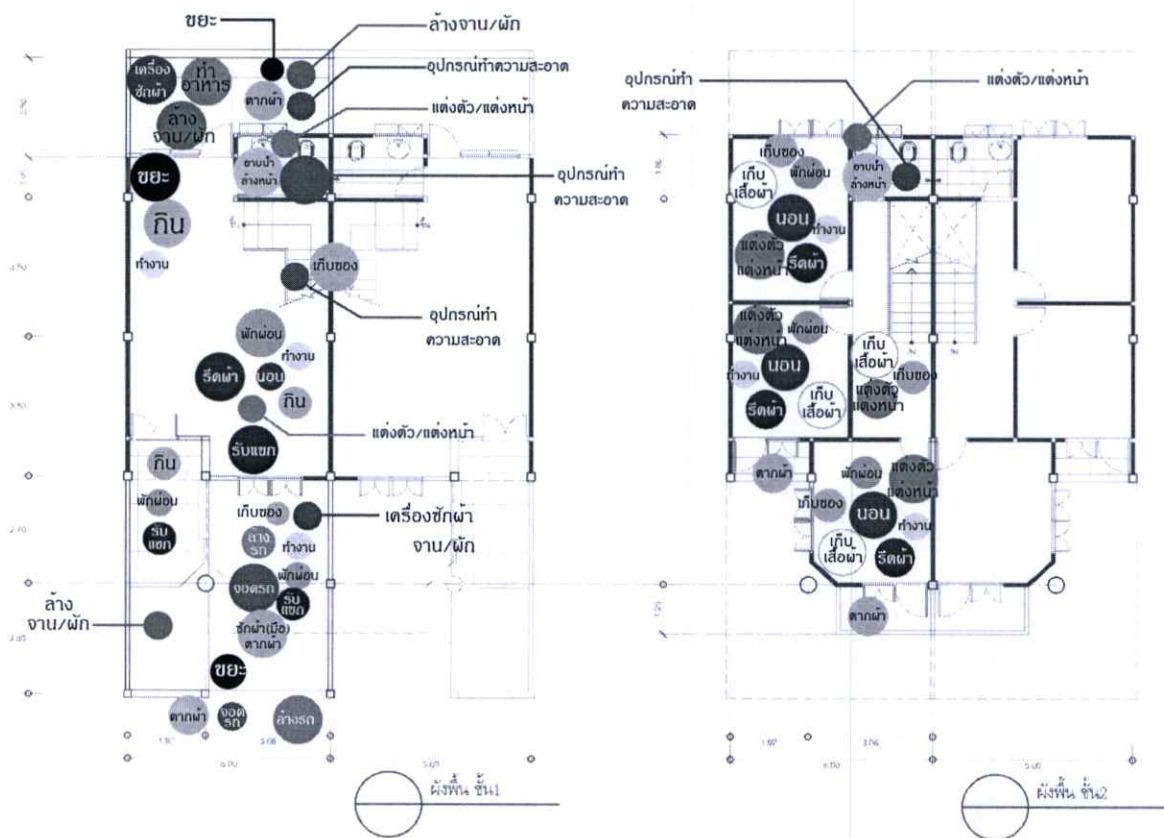 ขยะ
ล้างจาน/ผัก
เครื่อง
ซักผ้า
ทำ
อาหาร
อุปกรณ์ทำความสะอาด
ตากผ้า
ล้าง
จาน/ผัก
แต่งตัว/แต่งหน้า
ขยะ
อาบน้ำ
ล้างหน้า
อุปกรณ์ทำ
ความสะอาด
กิน
ทำงาน
เก็บของ
อุปกรณ์ทำ
ความสะอาด
พักผ่อน
ทำงาน
รีดผ้า
นอน
กิน
แต่งตัว/แต่งหน้า
รับแขก
กิน
พักผ่อน
รับ
แขก
เก็บของ
เครื่องซักผ้า
จาน/ผัก
ล้าง
รถ
ทำงาน
พักผ่อน
จอดรถ
รับ
แขก
ล้าง
จาน/ผัก
ซักผ้า(มือ)
ตากผ้า
ขยะ
ตากผ้า
จอด
รถ
ล้างรถ
3.06
6.00
5.00
ผังพื้น ชั้น1
อุปกรณ์ทำ
ความสะอาด
แต่งตัว/แต่งหน้า
เก็บของ
พักผ่อน
อาบน้ำ
ล้างหน้า
เก็บ
เสื้อผ้า
นอน
ทำงาน
แต่งตัว
แต่งหน้า
รีดผ้า
แต่งตัว
แต่งหน้า
พักผ่อน
นอน
ทำงาน
รีดผ้า
เก็บ
เสื้อผ้า
เก็บ
เสื้อผ้า
เก็บของ
แต่งตัว
แต่งหน้า
ตากผ้า
พักผ่อน
แต่งตัว
แต่งหน้า
เก็บของ
นอน
ทำงาน
เก็บ
เสื้อผ้า
รีดผ้า
ตากผ้า
3.06
6.00
5.00
ผังพื้น ชั้น2